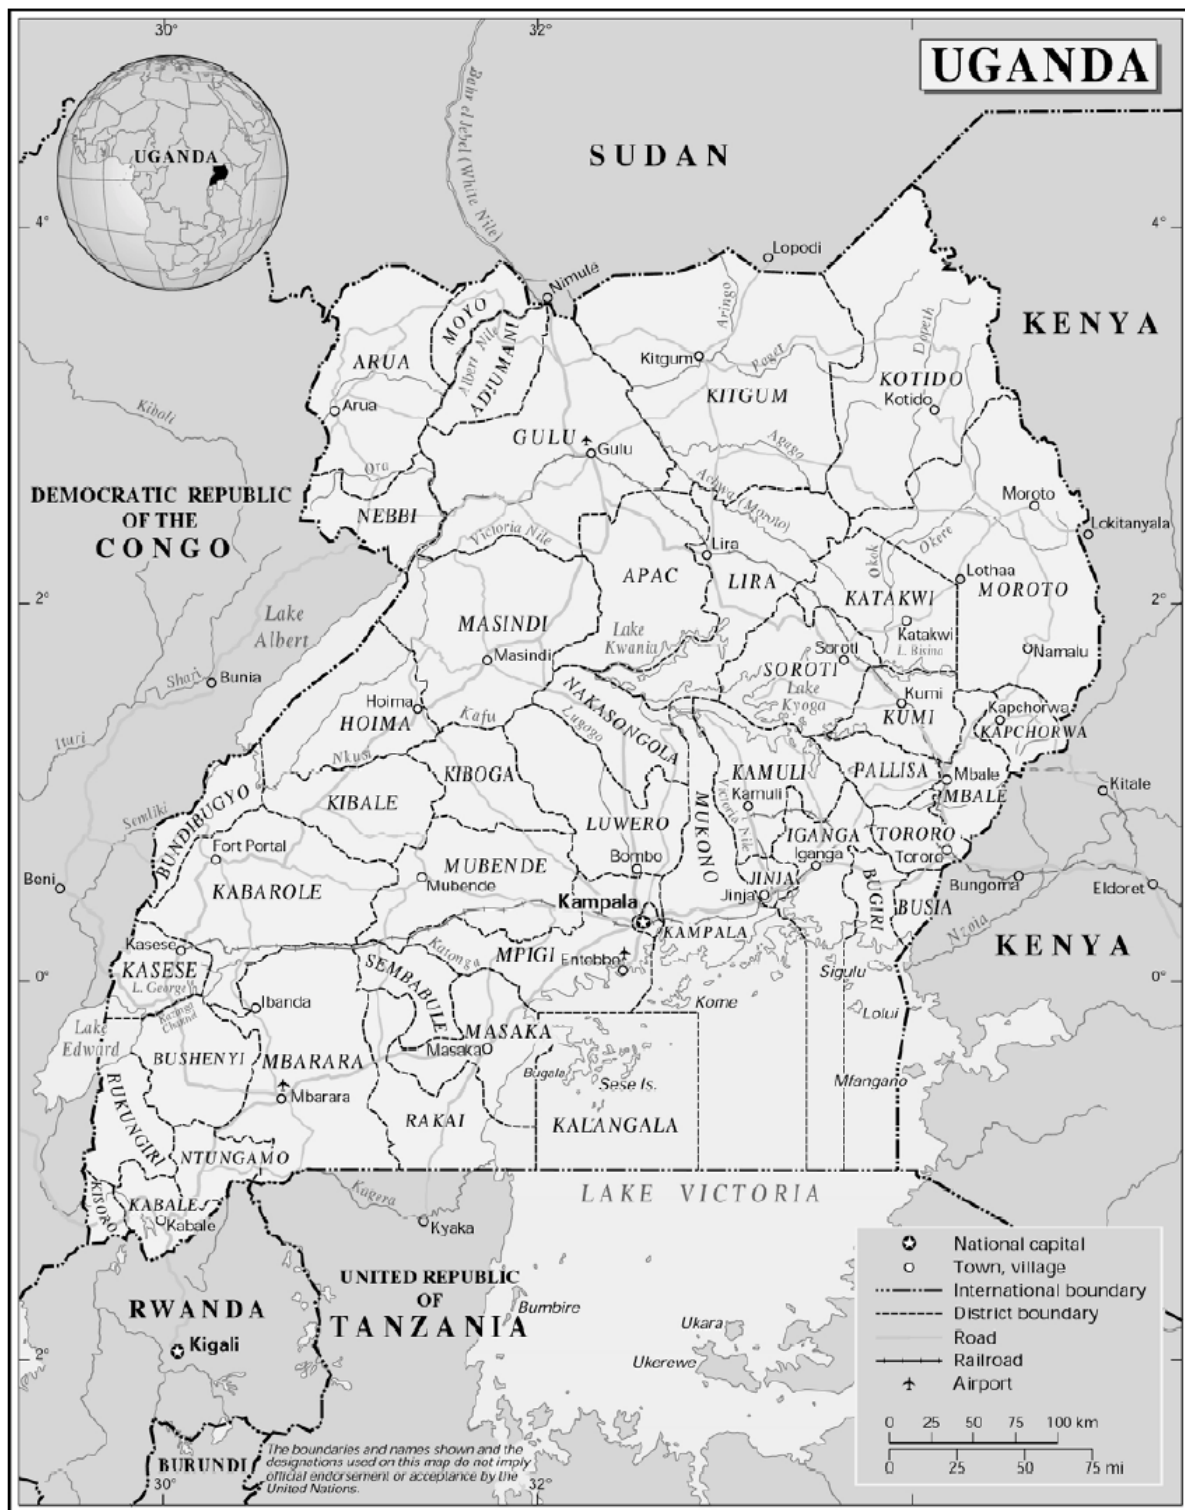 30°
32°
UGANDA
UGANDA
Bahr el Jebel (White Nile)
SUDAN
4°
4°
Lopodi
Nimule
KENYA
MOYO
Aringo
Dopeth
Albert Nile
ADJUMANI
ARUA
Kitgum
Pager
KOTIDO
Kotido
KITGUM
Arua
Kiboli
GULU
Gulu
Agago
Ora
Achwa (Moroto)
DEMOCRATIC REPUBLIC
OF THE
CONGO
NEBBI
Moroto
Lokitanyala
Victoria Nile
Lira
Okok
Okere
APAC
LIRA
Lothaa
MOROTO
2°
2°
KATAKWI
Lake
Albert
MASINDI
Lake
Kwania
Katakwi
L. Bisina
Masindi
Soroti
Namalu
SOROTI
Shari
Bunia
NAKASONGOLA
Lake
Kyoga
Kumi
KUMI
Hoima
HOIMA
Kafu
Lugogo
Kapchorwa
KAPCHORWA
Ituri
Nkusi
KIBOGA
KAMULI
PALLISA
Mbale
MBALE
Kitale
KIBALE
Kamuli
Victoria Nile
MUKONO
Semliki
BUNDIBUGYO
LUWERO
IGANGA
Iganga
TORORO
Tororo
Fort Portal
MUBENDE
Bombo
Beni
KABAROLE
Mubende
JINJA
Jinja
BUGIRI
Bungoma
Eldoret
Kampala
BUSIA
Nzoia
KAMPALA
KENYA
Kasese
Katonga
MPIGI
KASESE
Entebbe
Sigulu
0°
0°
L. George
SEMBABULE
Ibanda
Kome
Lolui
Kazinga
Channel
Lake
Edward
MASAKA
Masaka
BUSHENYI
MBARARA
Bugala
Sese Is.
Mfangano
RUKUNGIRI
Mbarara
RAKAI
KALANGALA
NTUNGAMO
KISORO
KABALE
Kabale
Kagera
LAKE VICTORIA
Kyaka
National capital
Town, village
International boundary
District boundary
Road
Railroad
Airport
UNITED REPUBLIC
OF
TANZANIA
RWANDA
Kigali
Bumbire
Ukara
Ukerewe
2°
0 25 50 75 100 km
0 25 50 75 mi
BURUNDI
The boundaries and names shown and the
designations used on this map do not imply
official endorsement or acceptance by the
United Nations.
30°
32°